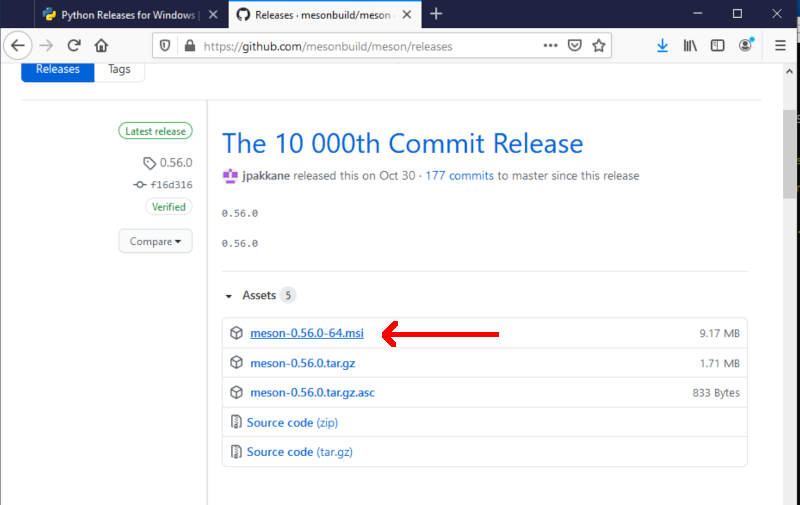 Python Releases for Windows |
Releases · mesonbuild/meson ·
https://github.com/mesonbuild/meson/releases
Releases
Tags
Latest release
0.56.0
f16d316
Verified
Compare
The 10 000th Commit Release
jpakkane released this on Oct 30 · 177 commits to master since this release
0.56.0
0.56.0
Assets 5
meson-0.56.0-64.msi 9.17 MB
meson-0.56.0.tar.gz 1.71 MB
meson-0.56.0.tar.gz.asc 833 Bytes
Source code (zip)
Source code (tar.gz)